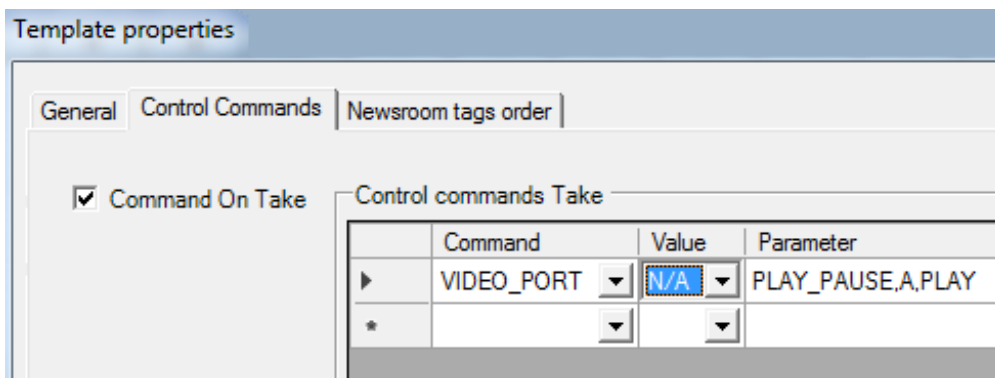 Template properties
General Control Commands Newsroom tags order
Command On Take Control commands Take
Command Value Parameter
VIDEO_PORT N/A PLAY_PAUSE,A,PLAY
*